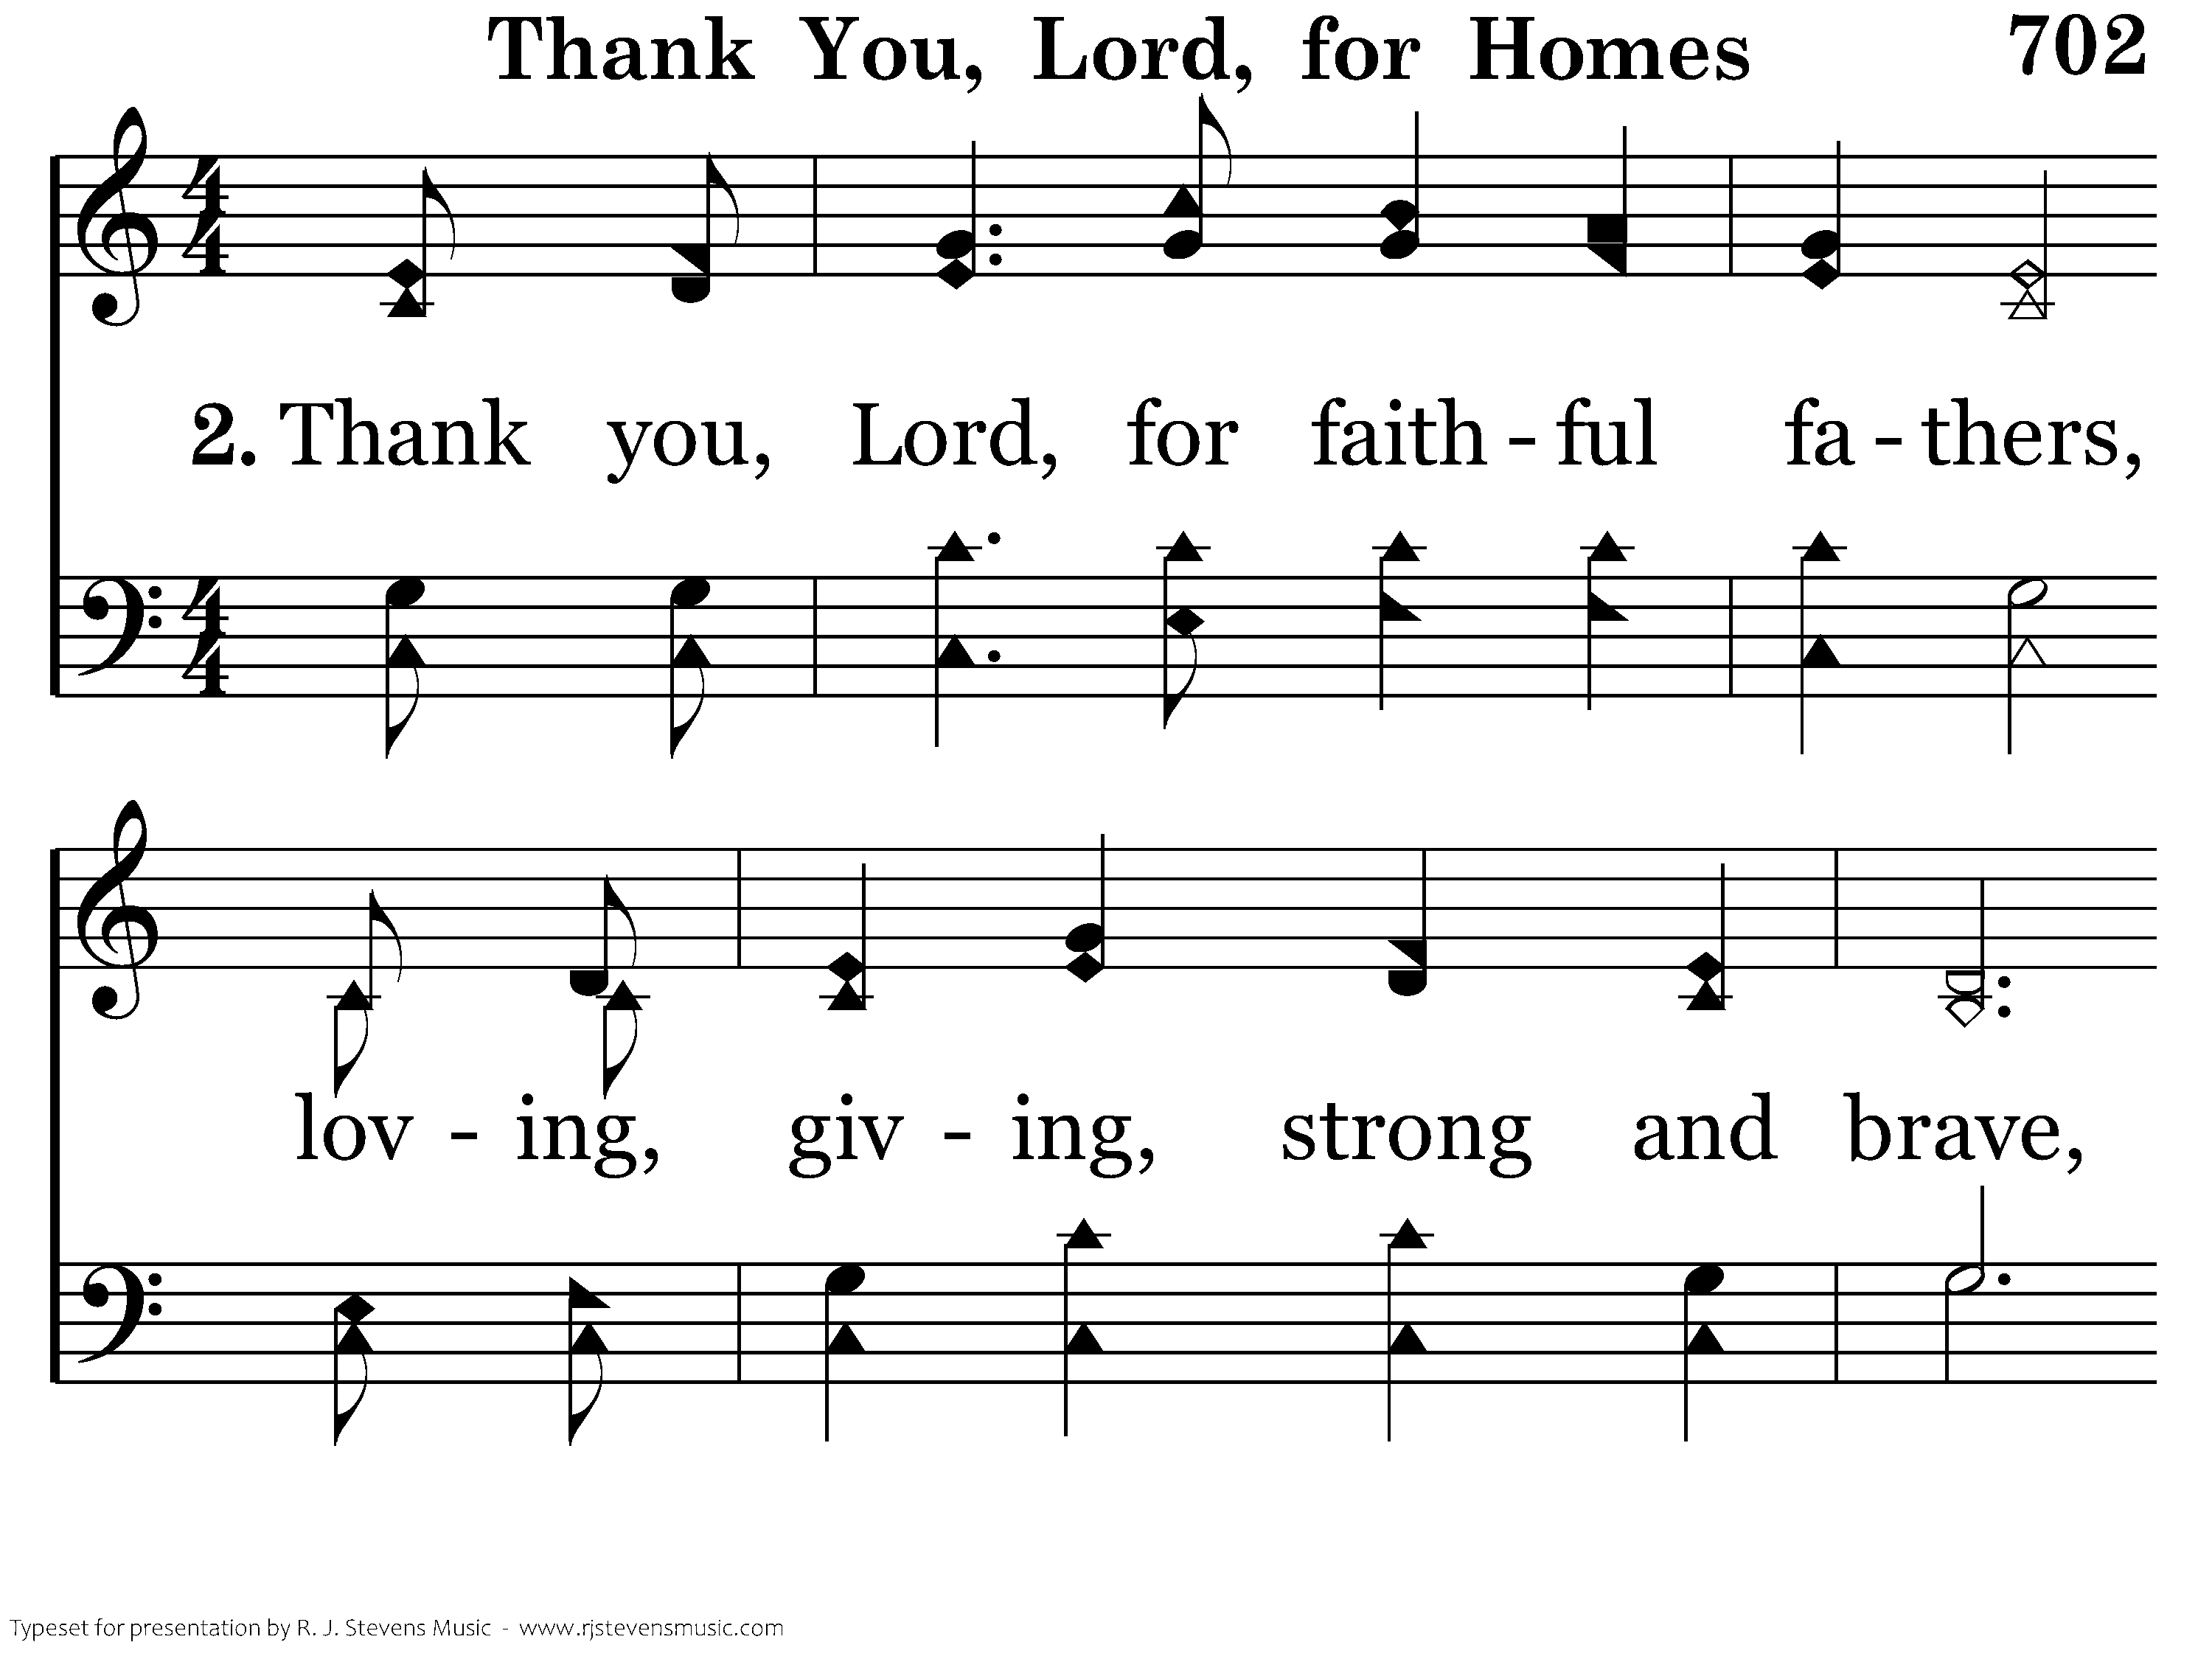 Thank You, Lord, for Homes 702
2. Thank you, Lord, for faith - ful fa - thers,
lov - ing, giv - ing, strong and brave,
Typeset for presentation by R. J. Stevens Music - www.rjstevensmusic.com